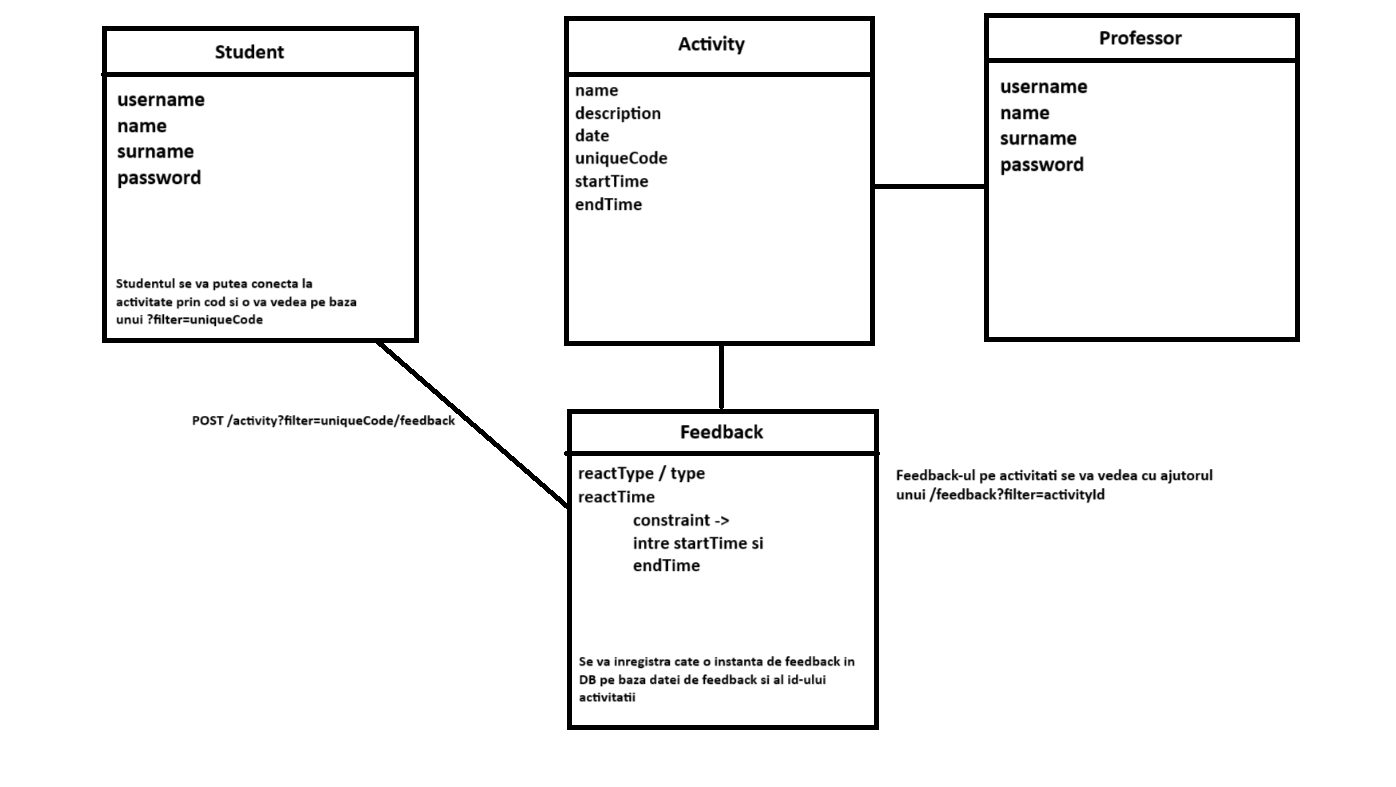 Student
username
name
surname
password
Studentul se va putea conecta la
activitate prin cod si o va vedea pe baza
unui ?filter=uniqueCode
Activity
name
description
date
uniqueCode
startTime
endTime
Professor
username
name
surname
password
POST /activity?filter=uniqueCode/feedback
Feedback
reactType / type
reactTime
constraint ->
intre startTime si
endTime
Se va inregistra cate o instanta de feedback in
DB pe baza datei de feedback si al id-ului
activitatii
Feedback-ul pe activitati se va vedea cu ajutorul
unui /feedback?filter=activityId